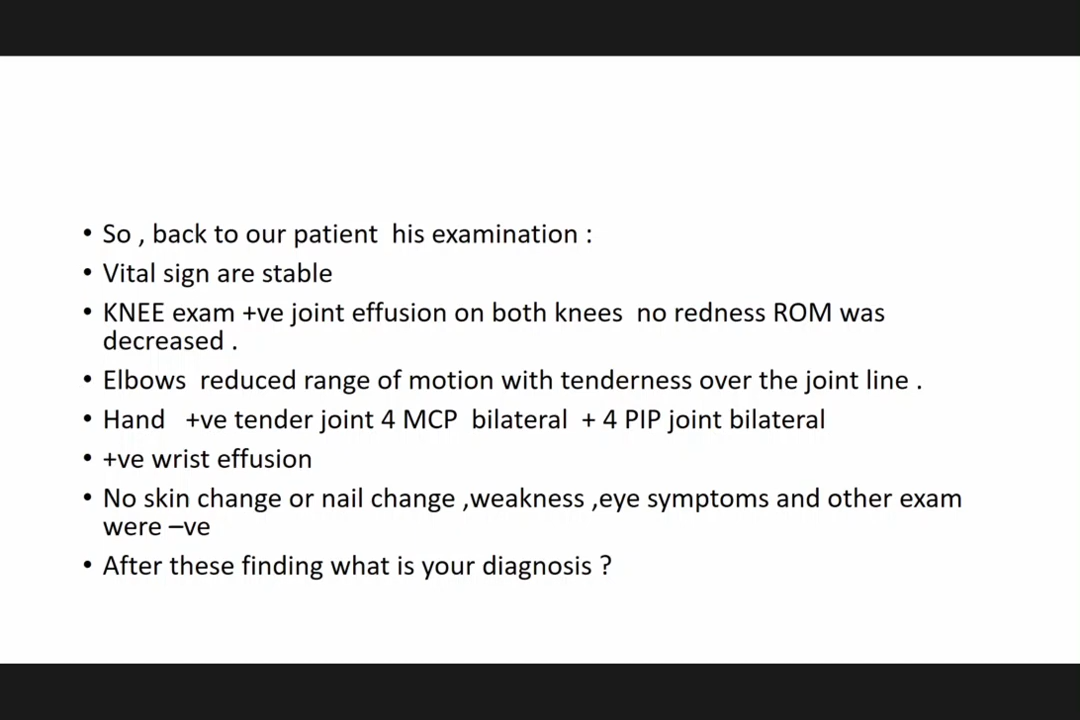 • So , back to our patient his examination :
• Vital sign are stable
• KNEE exam +ve joint effusion on both knees no redness ROM was
decreased .
• Elbows reduced range of motion with tenderness over the joint line .
• Hand +ve tender joint 4 MCP bilateral + 4 PIP joint bilateral
• +ve wrist effusion
• No skin change or nail change ,weakness ,eye symptoms and other exam
were –ve
• After these finding what is your diagnosis ?